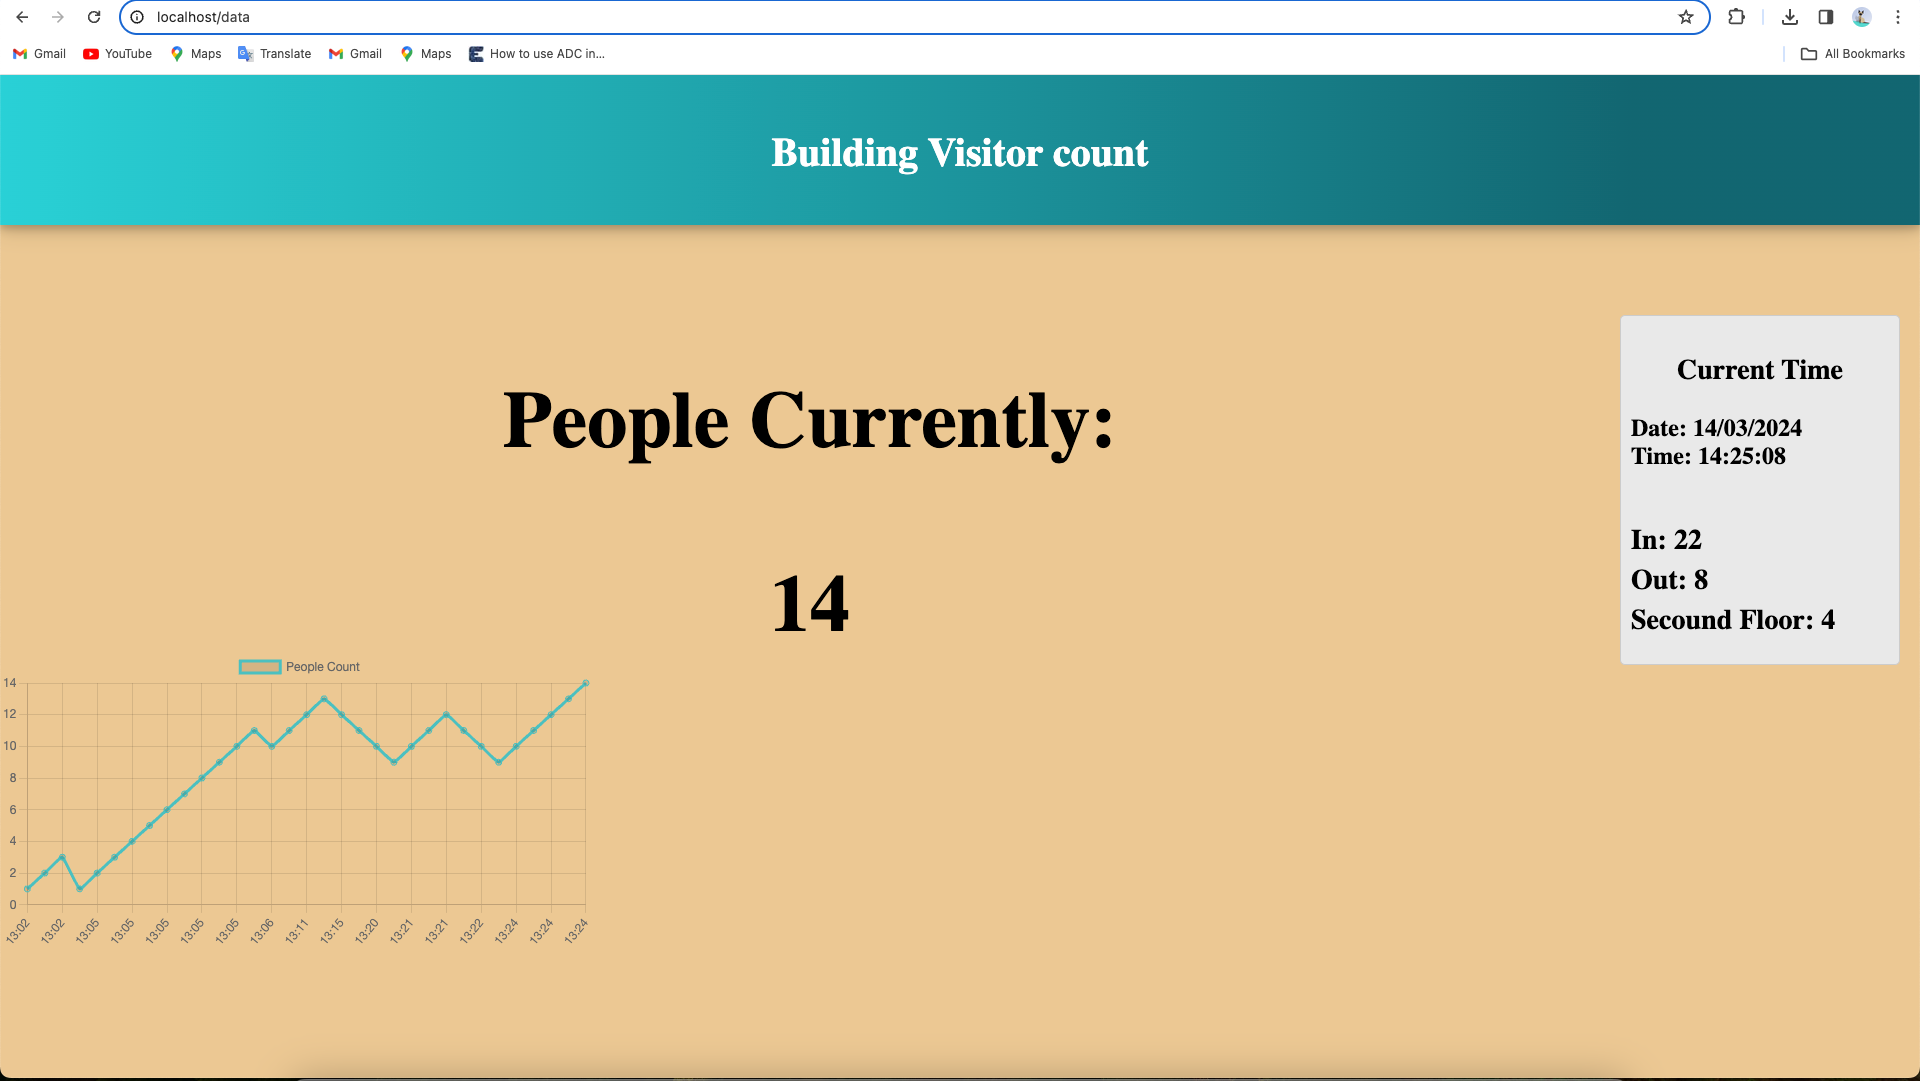 localhost/data
Gmail YouTube Maps Translate Gmail Maps How to use ADC in... All Bookmarks
Building Visitor count
People Currently:
14
Current Time
Date: 14/03/2024
Time: 14:25:08
In: 22
Out: 8
Secound Floor: 4
People Count
14
12
10
8
6
4
2
0
13:02 13:02 13:05 13:05 13:05 13:05 13:05 13:06 13:11 13:15 13:20 13:21 13:21 13:22 13:24 13:24 13:24